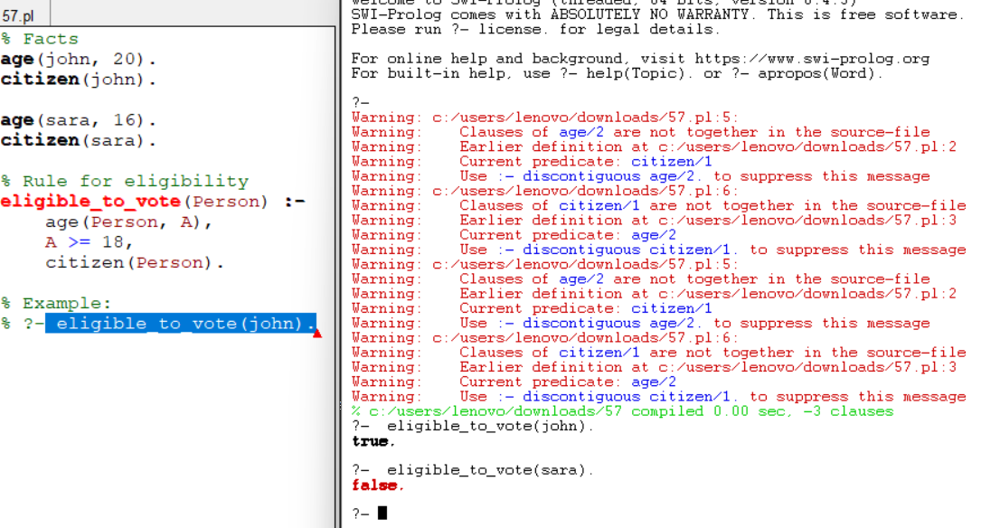 57.pl
% Facts
age(john, 20).
citizen(john).
age(sara, 16).
citizen(sara).
% Rule for eligibility
eligible_to_vote(Person) :-
age(Person, A),
A >= 18,
citizen(Person).
% Example:
% ?- eligible_to_vote(john).
SWI-Prolog comes with ABSOLUTELY NO WARRANTY. This is free software.
Please run ?- license. for legal details.
For online help and background, visit https://www.swi-prolog.org
For built-in help, use ?- help(Topic). or ?- apropos(Word).
?-
Warning: c:/users/lenovo/downloads/57.pl:5:
Warning:    Clauses of age/2 are not together in the source-file
Warning:    Earlier definition at c:/users/lenovo/downloads/57.pl:2
Warning:    Current predicate: citizen/1
Warning:    Use :- discontiguous age/2. to suppress this message
Warning: c:/users/lenovo/downloads/57.pl:6:
Warning:    Clauses of citizen/1 are not together in the source-file
Warning:    Earlier definition at c:/users/lenovo/downloads/57.pl:3
Warning:    Current predicate: age/2
Warning:    Use :- discontiguous citizen/1. to suppress this message
Warning: c:/users/lenovo/downloads/57.pl:5:
Warning:    Clauses of age/2 are not together in the source-file
Warning:    Earlier definition at c:/users/lenovo/downloads/57.pl:2
Warning:    Current predicate: citizen/1
Warning:    Use :- discontiguous age/2. to suppress this message
Warning: c:/users/lenovo/downloads/57.pl:6:
Warning:    Clauses of citizen/1 are not together in the source-file
Warning:    Earlier definition at c:/users/lenovo/downloads/57.pl:3
Warning:    Current predicate: age/2
Warning:    Use :- discontiguous citizen/1. to suppress this message
% c:/users/lenovo/downloads/57 compiled 0.00 sec, -3 clauses
?-  eligible_to_vote(john).
true.
?-  eligible_to_vote(sara).
false.
?-